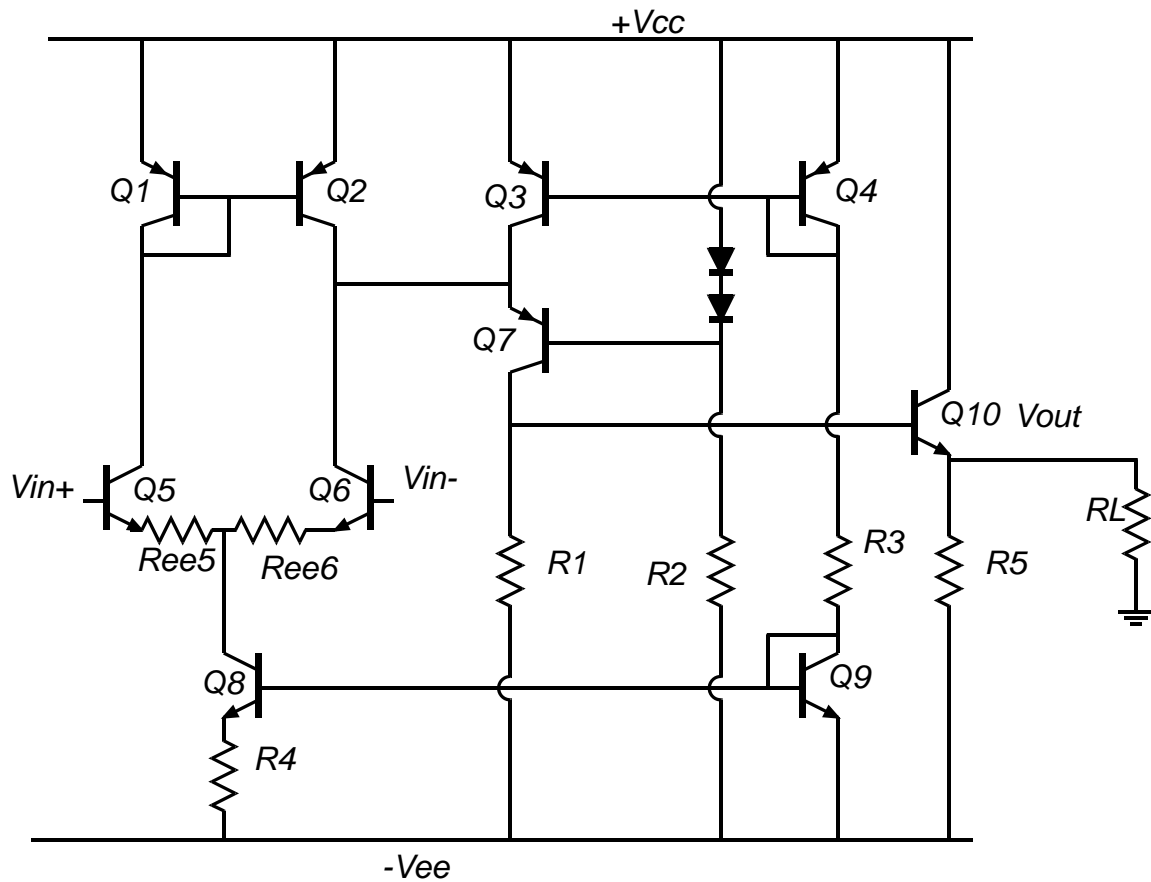 +Vcc
Q1
Q2
Q3
Q4
Q7
Q10 Vout
Vin+
Q5
Q6
Vin-
RL
Ree5
Ree6
R1
R2
R3
R5
Q8
Q9
R4
-Vee